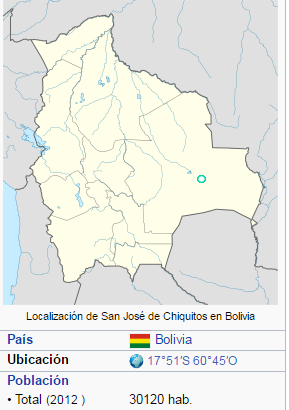 Localización de San José de Chiquitos en Bolivia
País Bolivia
Ubicación 17°51′S 60°45′O
Población
• Total (2012 ) 30120 hab.